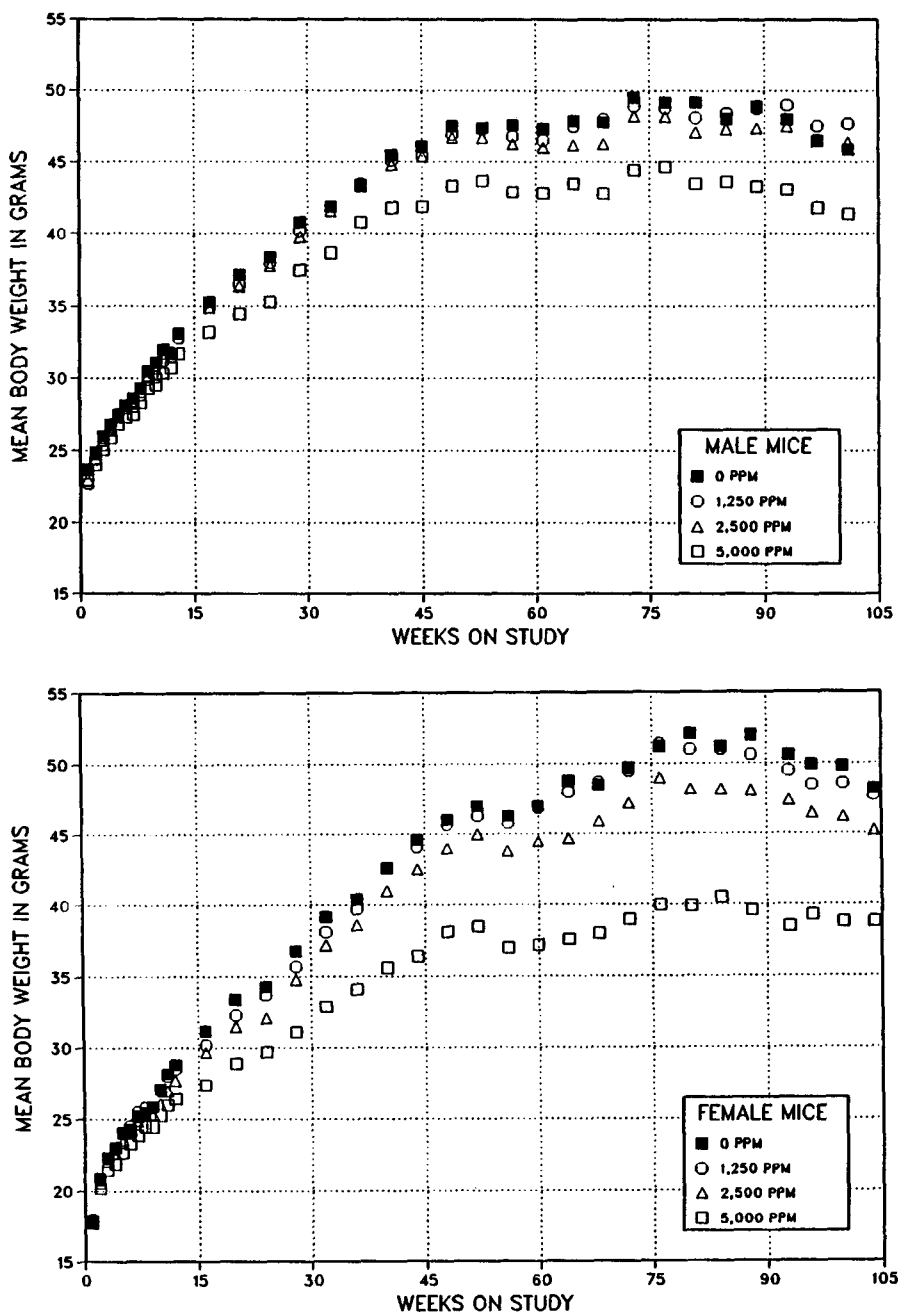 55
50
45
40
35
30
25
20
15
MEAN BODY WEIGHT IN GRAMS
MALE MICE
0 PPM
1,250 PPM
2,500 PPM
5,000 PPM
0 15 30 45 60 75 90 105
WEEKS ON STUDY
55
50
45
40
35
30
25
20
15
MEAN BODY WEIGHT IN GRAMS
FEMALE MICE
0 PPM
1,250 PPM
2,500 PPM
5,000 PPM
0 15 30 45 60 75 90 105
WEEKS ON STUDY